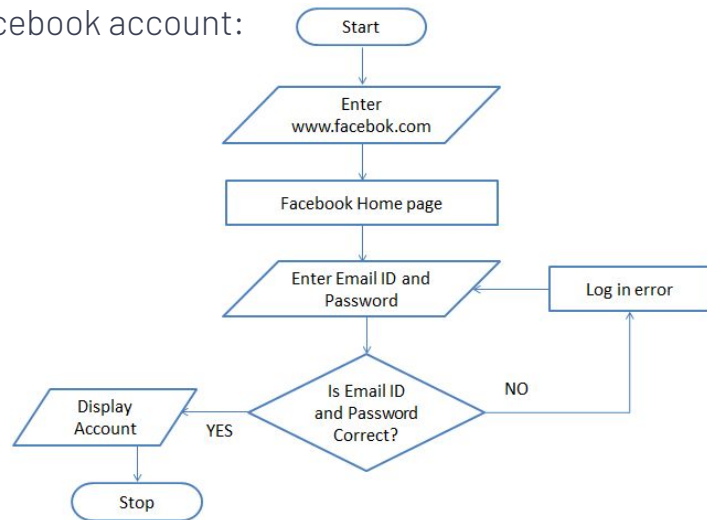 cebook account:
Start
Enter
www.facebok.com
Facebook Home page
Enter Email ID and
Password
Log in error
Is Email ID
and Password
Correct?
NO
YES
Display
Account
Stop